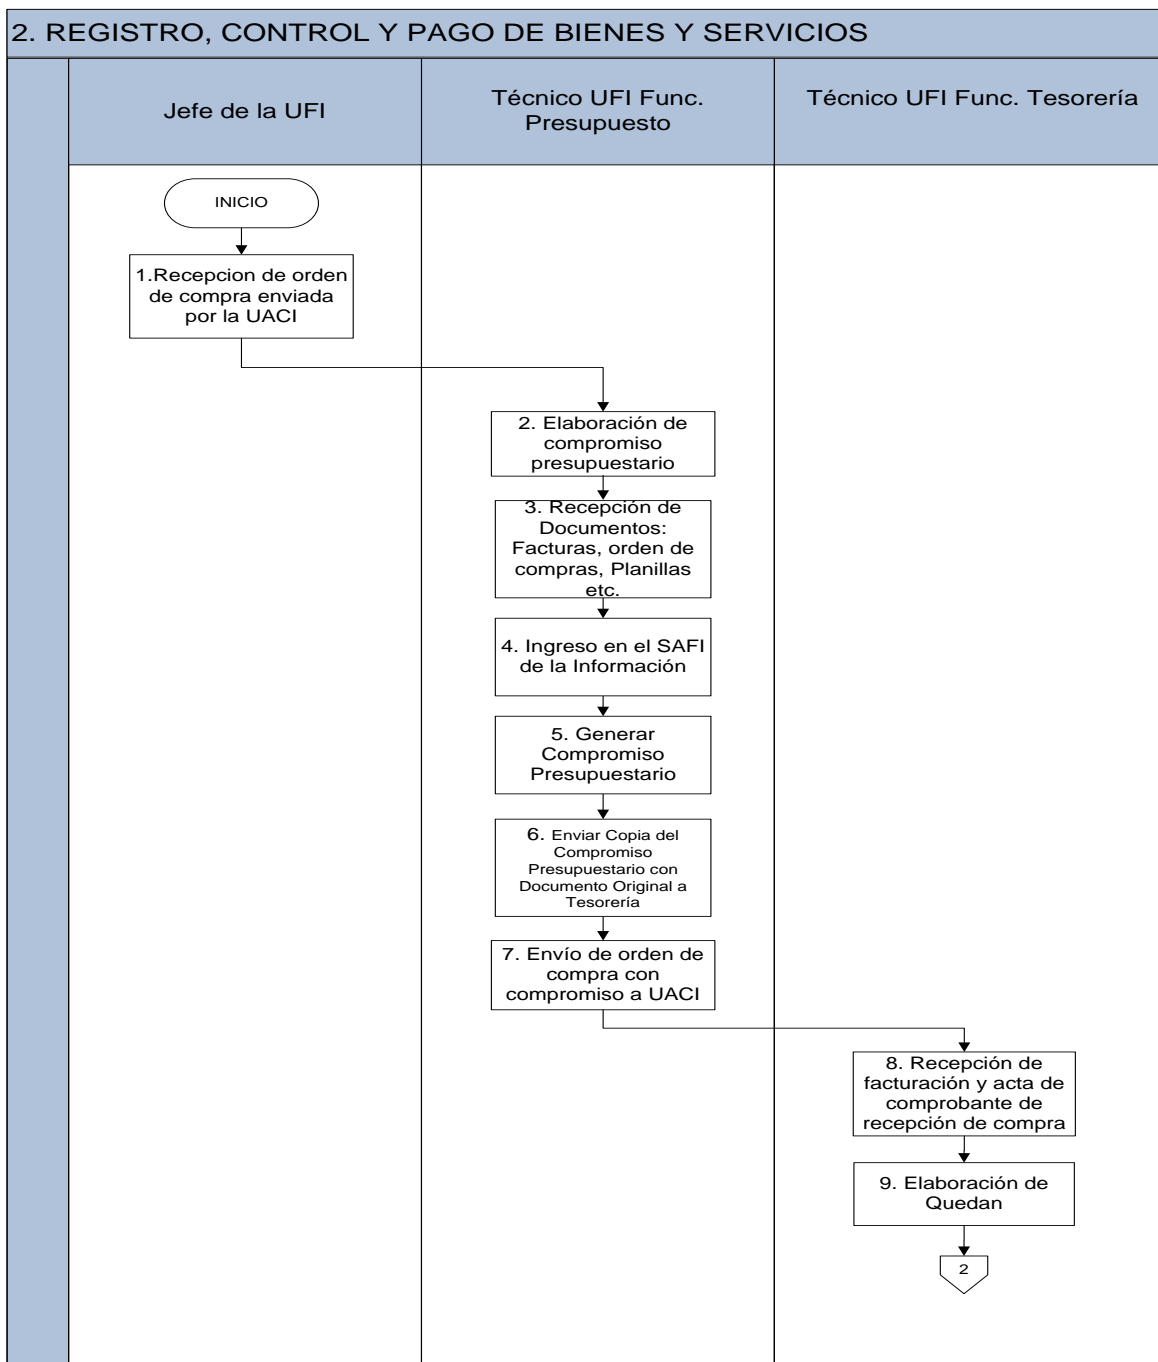 2. REGISTRO, CONTROL Y PAGO DE BIENES Y SERVICIOS
Jefe de la UFI
Técnico UFI Func.
Presupuesto
Técnico UFI Func. Tesorería
INICIO
1.Recepcion de orden
de compra enviada
por la UACI
2. Elaboración de
compromiso
presupuestario
3. Recepción de
Documentos:
Facturas, orden de
compras, Planillas
etc.
4. Ingreso en el SAFI
de la Información
5. Generar
Compromiso
Presupuestario
6. Enviar Copia del
Compromiso
Presupuestario con
Documento Original a
Tesorería
7. Envío de orden de
compra con
compromiso a UACI
8. Recepción de
facturación y acta de
comprobante de
recepción de compra
9. Elaboración de
Quedan
2